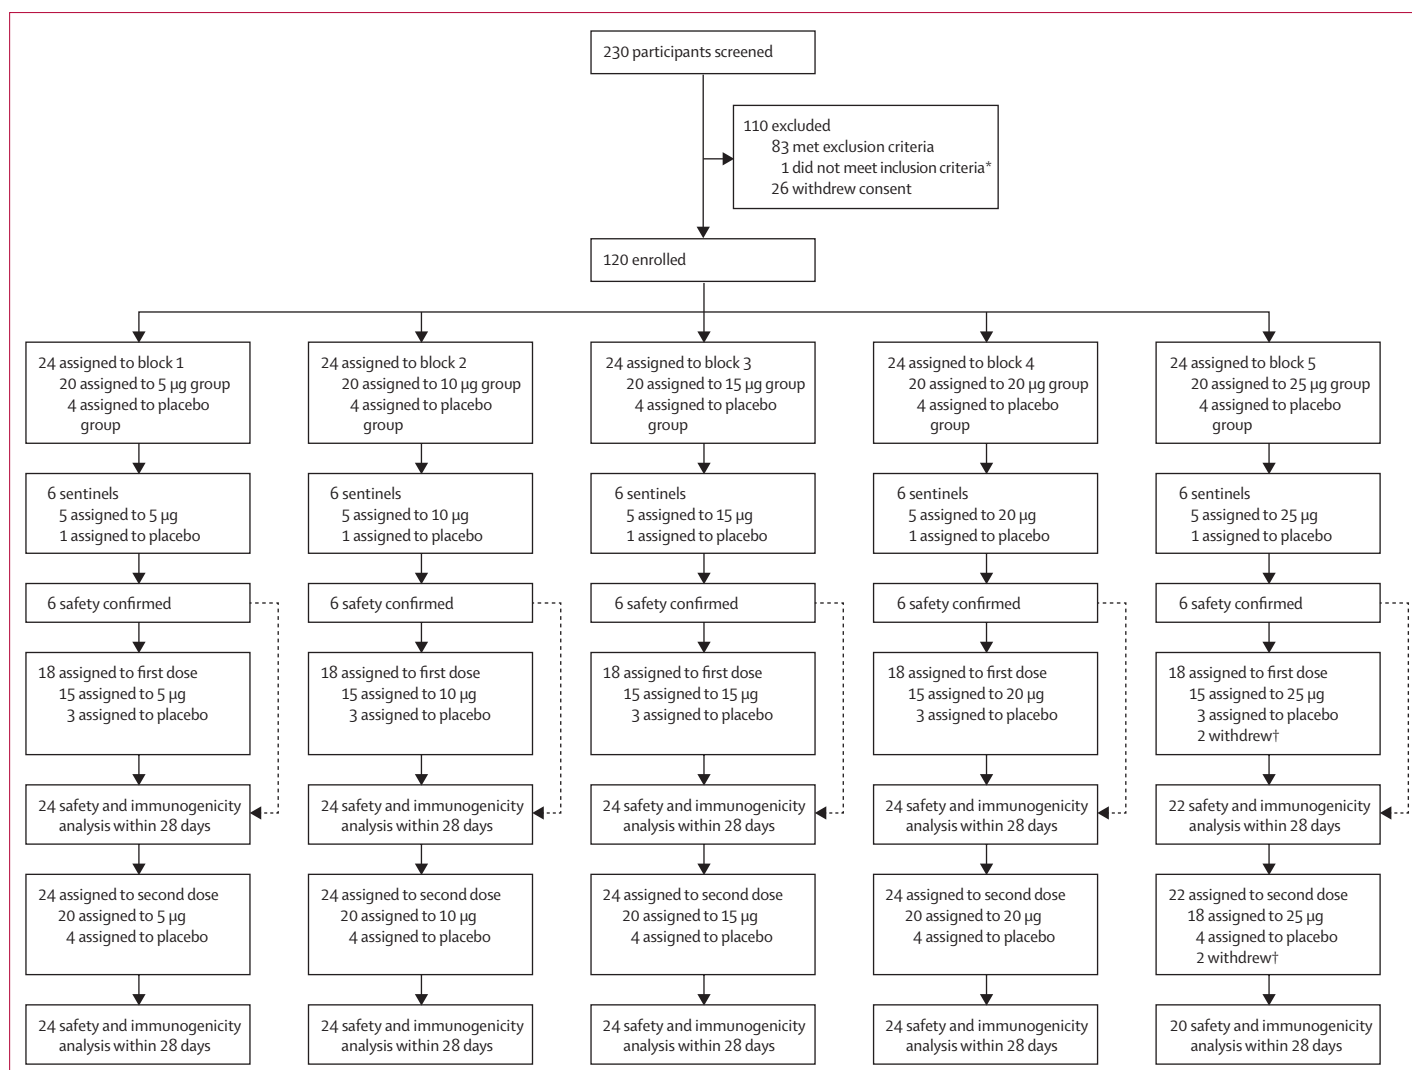 230 participants screened
110 excluded
83 met exclusion criteria
1 did not meet inclusion criteria*
26 withdrew consent
120 enrolled
24 assigned to block 1
20 assigned to 5 µg group
4 assigned to placebo
group
24 assigned to block 2
20 assigned to 10 µg group
4 assigned to placebo
group
24 assigned to block 3
20 assigned to 15 µg group
4 assigned to placebo
group
24 assigned to block 4
20 assigned to 20 µg group
4 assigned to placebo
group
24 assigned to block 5
20 assigned to 25 µg group
4 assigned to placebo
group
6 sentinels
5 assigned to 5 µg
1 assigned to placebo
6 sentinels
5 assigned to 10 µg
1 assigned to placebo
6 sentinels
5 assigned to 15 µg
1 assigned to placebo
6 sentinels
5 assigned to 20 µg
1 assigned to placebo
6 sentinels
5 assigned to 25 µg
1 assigned to placebo
6 safety confirmed
6 safety confirmed
6 safety confirmed
6 safety confirmed
6 safety confirmed
18 assigned to first dose
15 assigned to 5 µg
3 assigned to placebo
18 assigned to first dose
15 assigned to 10 µg
3 assigned to placebo
18 assigned to first dose
15 assigned to 15 µg
3 assigned to placebo
18 assigned to first dose
15 assigned to 20 µg
3 assigned to placebo
18 assigned to first dose
15 assigned to 25 µg
3 assigned to placebo
2 withdrew†
24 safety and immunogenicity
analysis within 28 days
24 safety and immunogenicity
analysis within 28 days
24 safety and immunogenicity
analysis within 28 days
24 safety and immunogenicity
analysis within 28 days
22 safety and immunogenicity
analysis within 28 days
24 assigned to second dose
20 assigned to 5 µg
4 assigned to placebo
24 assigned to second dose
20 assigned to 10 µg
4 assigned to placebo
24 assigned to second dose
20 assigned to 15 µg
4 assigned to placebo
24 assigned to second dose
20 assigned to 20 µg
4 assigned to placebo
22 assigned to second dose
18 assigned to 25 µg
4 assigned to placebo
2 withdrew†
24 safety and immunogenicity
analysis within 28 days
24 safety and immunogenicity
analysis within 28 days
24 safety and immunogenicity
analysis within 28 days
24 safety and immunogenicity
analysis within 28 days
20 safety and immunogenicity
analysis within 28 days